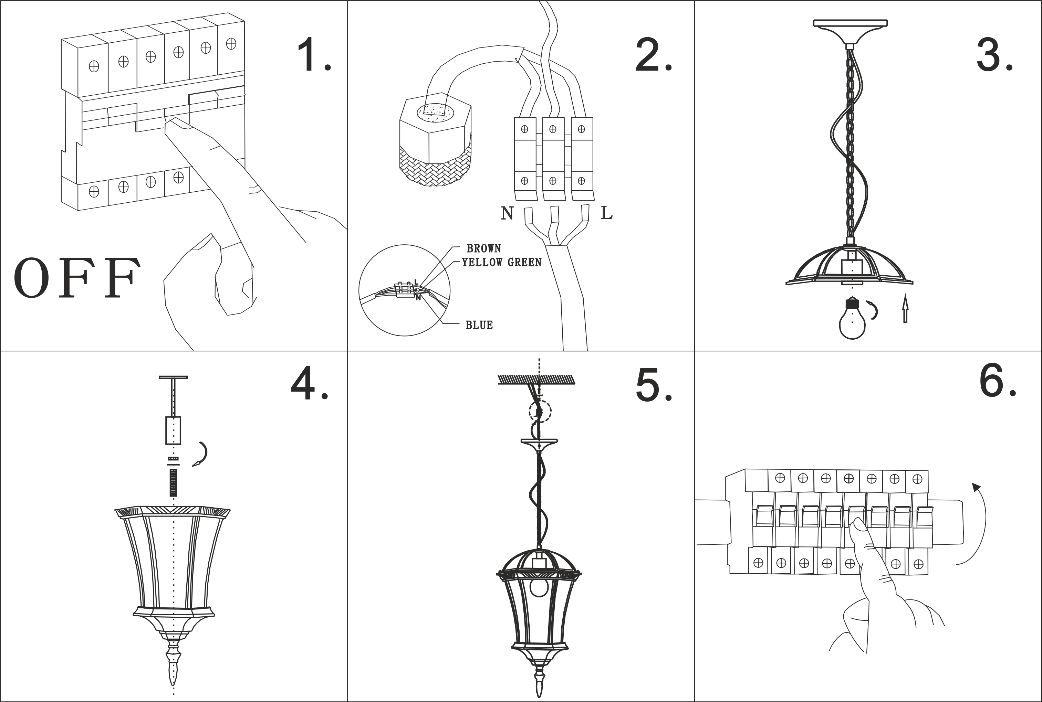 1.
OFF
2.
N L
BROWN
YELLOW GREEN
BLUE
3.
4.
5.
6.